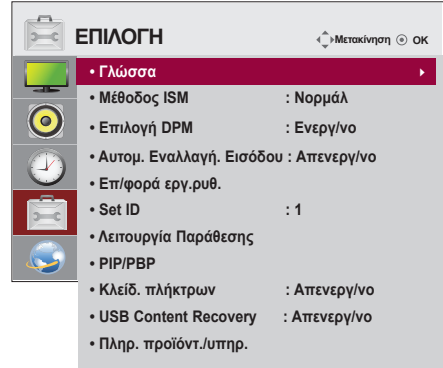 ΕΠΙΛΟΓΗ Μετακίνηση OK
• Γλώσσα
• Μέθοδος ISM : Νορμάλ
• Επιλογή DPM : Ενεργ/νο
• Αυτομ. Εναλλαγή. Εισόδου : Απενεργ/νο
• Επ/φορά εργ.ρυθ.
• Set ID : 1
• Λειτουργία Παράθεσης
• PIP/PBP
• Κλείδ. πλήκτρων : Απενεργ/νο
• USB Content Recovery : Απενεργ/νο
• Πληρ. προϊόντ./υπηρ.